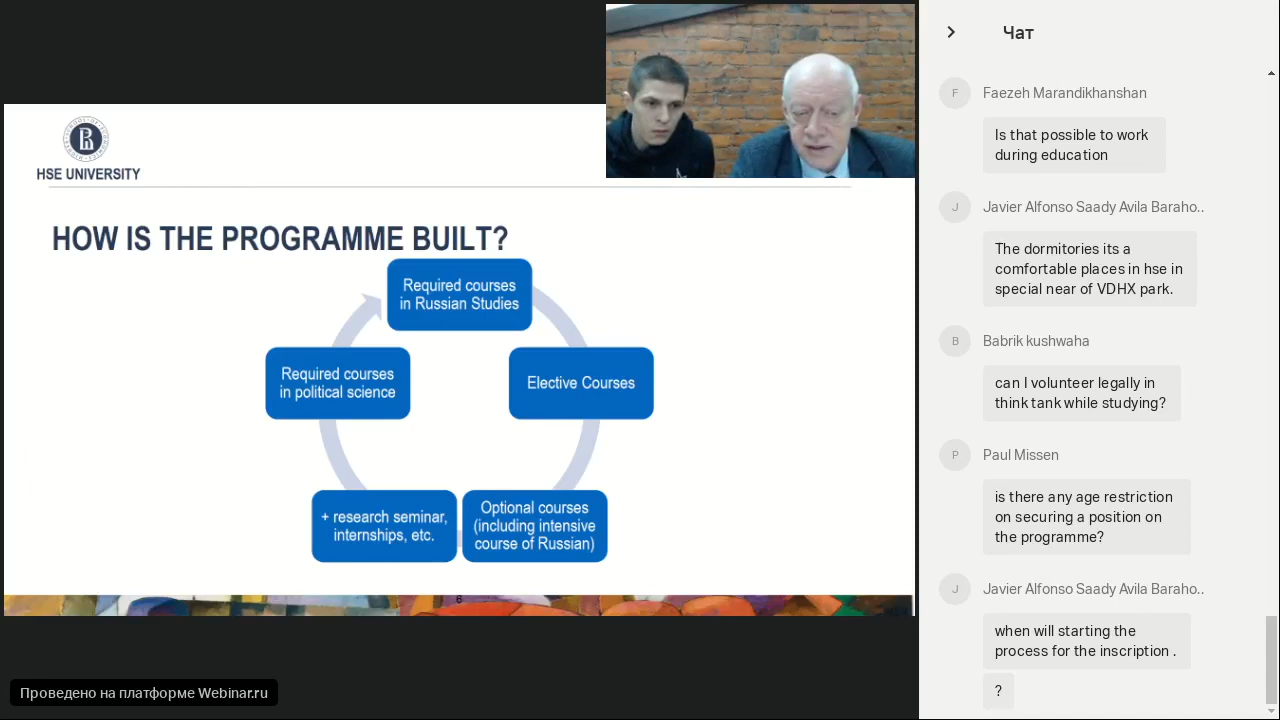 HSE UNIVERSITY
HOW IS THE PROGRAMME BUILT?
Required courses
in Russian Studies
Elective Courses
Optional courses
(including intensive
course of Russian)
+ research seminar,
internships, etc.
Required courses
in political science
6
Проведено на платформе Webinar.ru
Чат
F
Faezeh Marandikhanshan
Is that possible to work
during education
J
Javier Alfonso Saady Avila Baraho..
The dormitories its a
comfortable places in hse in
special near of VDHX park.
B
Babrik kushwaha
can I volunteer legally in
think tank while studying?
P
Paul Missen
is there any age restriction
on securing a position on
the programme?
J
Javier Alfonso Saady Avila Baraho..
when will starting the
process for the inscription .
?